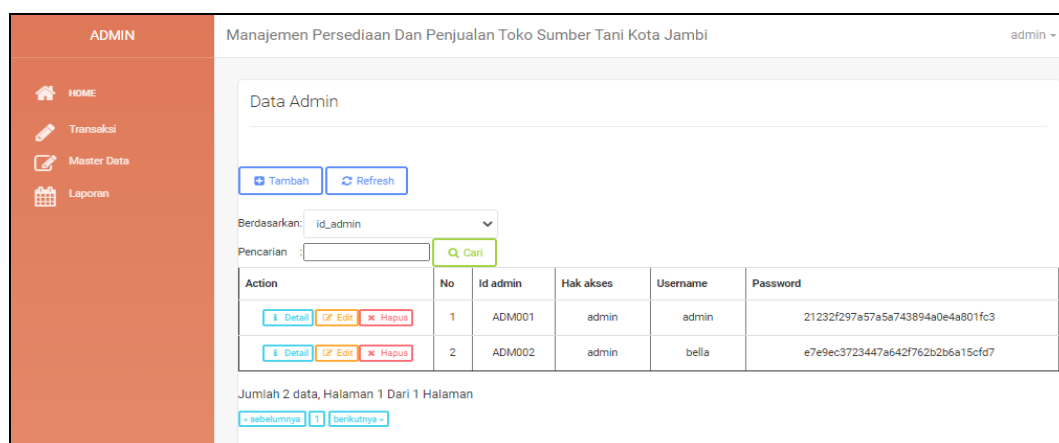 ADMIN
Manajemen Persediaan Dan Penjualan Toko Sumber Tani Kota Jambi
admin
HOME
Transaksi
Master Data
Laporan
Data Admin
Tambah Refresh
Berdasarkan: id_admin
Pencarian : Cari
Action No Id admin Hak akses Username Password
Detail Edit Hapus 1 ADM001 admin admin 21232f297a57a5a743894a0e4a801fc3
Detail Edit Hapus 2 ADM002 admin bella e7e9ec3723447a642f762b2b6a15cfd7
Jumlah 2 data, Halaman 1 Dari 1 Halaman
« sebelumnya 1 berikutnya »